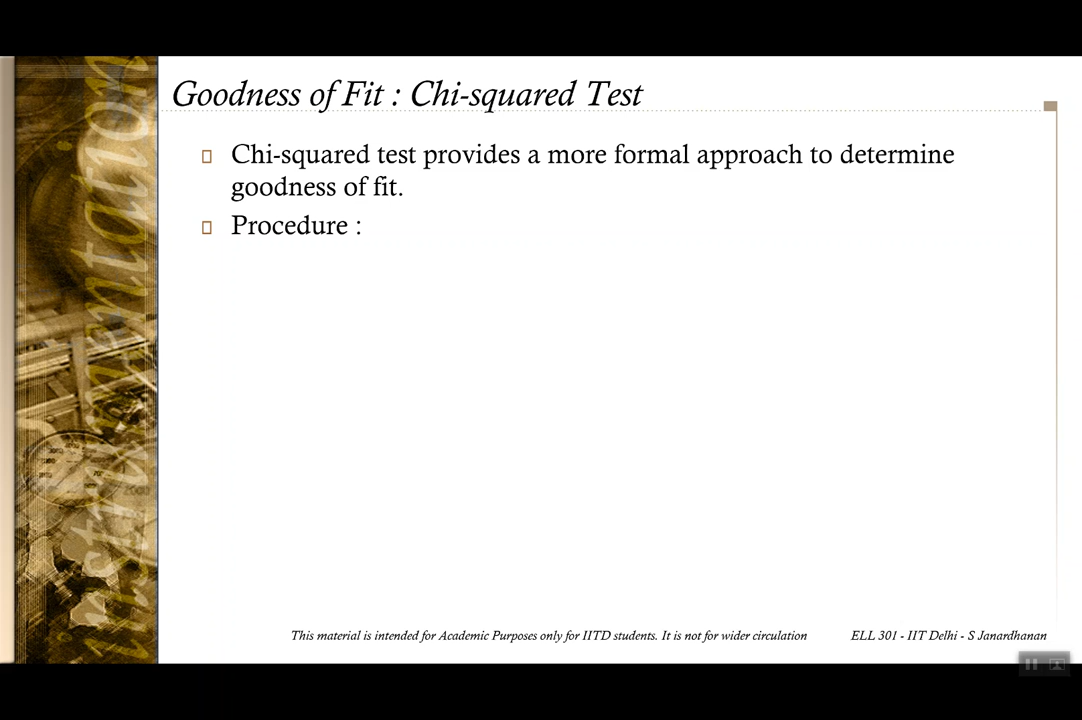 Goodness of Fit : Chi-squared Test
Chi-squared test provides a more formal approach to determine
goodness of fit.
Procedure :
instrumentation
This material is intended for Academic Purposes only for IITD students. It is not for wider circulation
ELL 301 - IIT Delhi - S Janardhanan